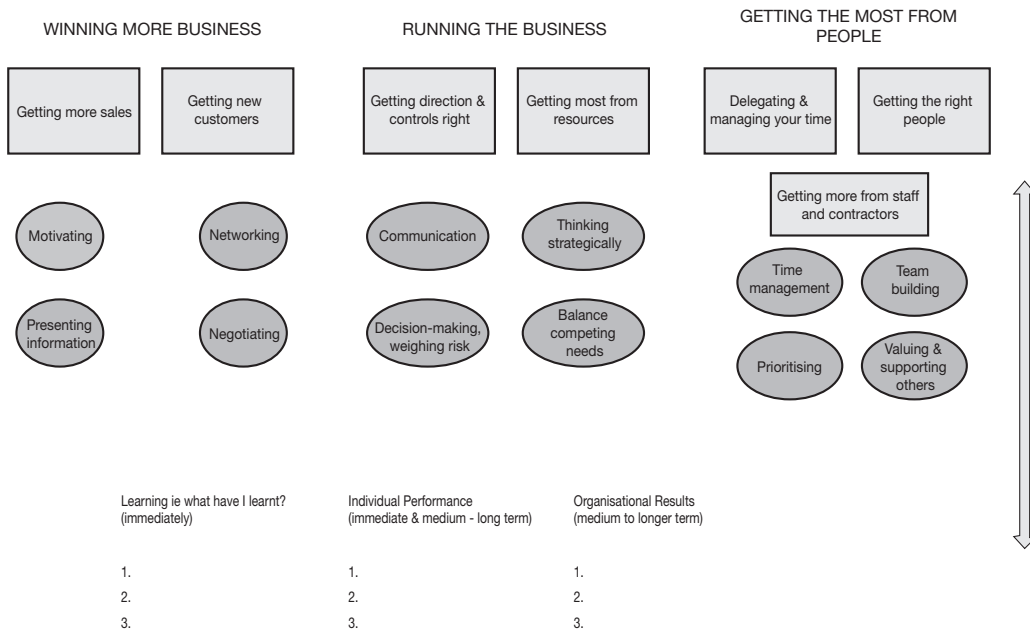 WINNING MORE BUSINESS
RUNNING THE BUSINESS
GETTING THE MOST FROM
PEOPLE
Getting more sales
Getting new
customers
Getting direction &
controls right
Getting most from
resources
Delegating &
managing your time
Getting the right
people
Getting more from staff
and contractors
Motivating
Networking
Communication
Thinking
strategically
Time
management
Team
building
Presenting
information
Negotiating
Decision-making,
weighing risk
Balance
competing
needs
Prioritising
Valuing &
supporting
others
Learning ie what have I learnt?
(immediately)
1.
2.
3.
Individual Performance
(immediate & medium - long term)
1.
2.
3.
Organisational Results
(medium to longer term)
1.
2.
3.